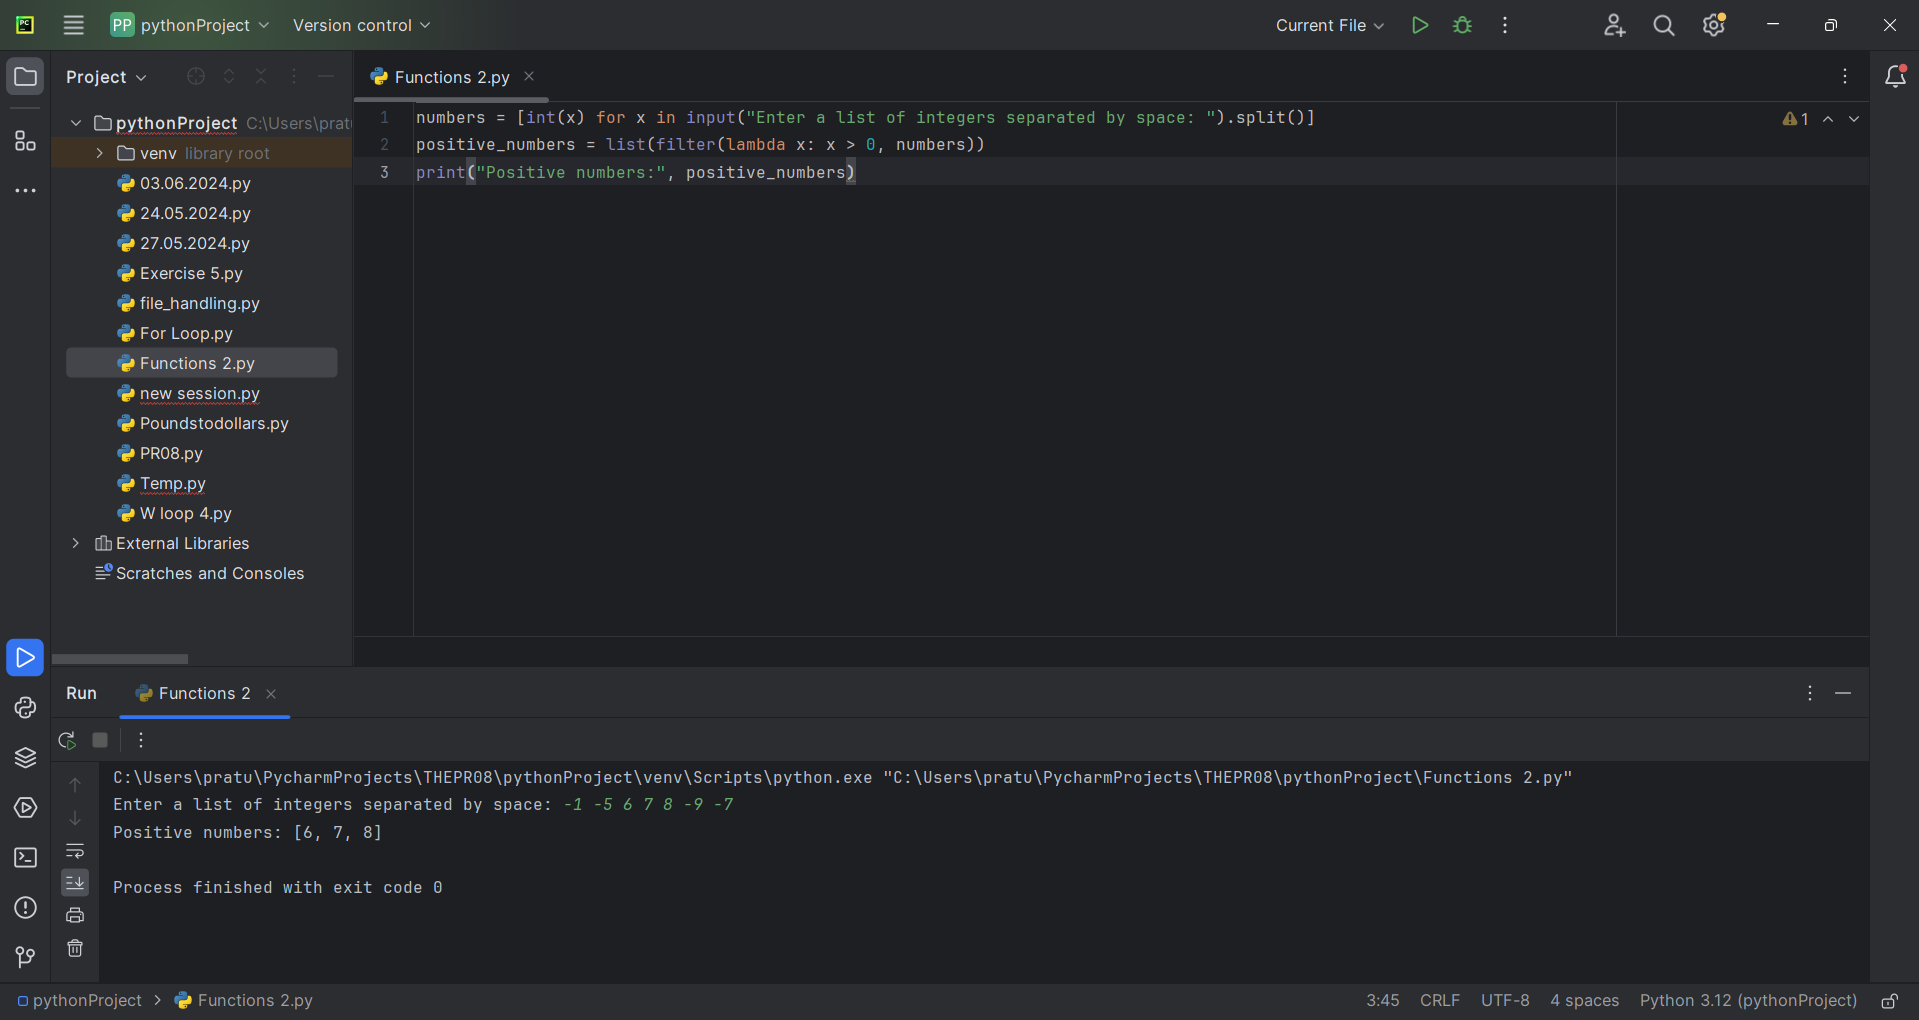 PC
PP pythonProject Version control
Current File
Project
pythonProject C:\Users\prat
venv library root
03.06.2024.py
24.05.2024.py
27.05.2024.py
Exercise 5.py
file_handling.py
For Loop.py
Functions 2.py
new session.py
Poundstodollars.py
PR08.py
Temp.py
W loop 4.py
External Libraries
Scratches and Consoles
Functions 2.py
1 numbers = [int(x) for x in input("Enter a list of integers separated by space: ").split()]
2 positive_numbers = list(filter(lambda x: x > 0, numbers))
3 print("Positive numbers:", positive_numbers)
1
Run Functions 2
C:\Users\pratu\PycharmProjects\THEPR08\pythonProject\venv\Scripts\python.exe "C:\Users\pratu\PycharmProjects\THEPR08\pythonProject\Functions 2.py"
Enter a list of integers separated by space: -1 -5 6 7 8 -9 -7
Positive numbers: [6, 7, 8]
Process finished with exit code 0
pythonProject > Functions 2.py
3:45 CRLF UTF-8 4 spaces Python 3.12 (pythonProject)